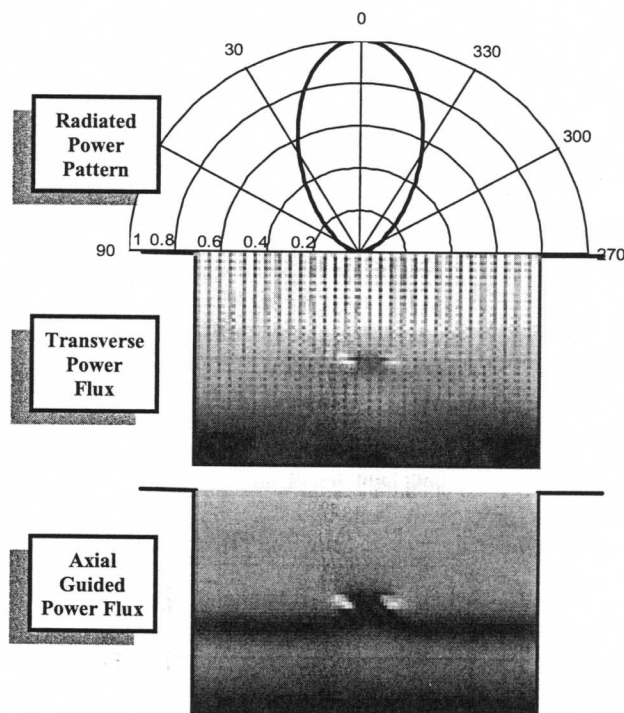 0
30
330
Radiated
Power
Pattern
300
90
1 0.8 0.6 0.4 0.2
270
Transverse
Power
Flux
Axial
Guided
Power Flux